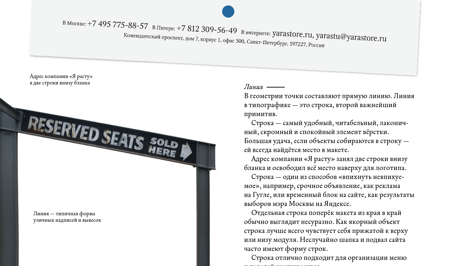 В Москве: +7 495 775-88-57 В Питере: +7 812 309-56-49 В интернете: yarastore.ru, yarastu@yarastore.ru
Комендантский проспект, дом 7, корпус 1, офис 300, Санкт-Петербург, 197227, Россия
Адрес компании «Я расту»
в две строки внизу бланка
RESERVED SEATS SOLD HERE
Линия — типичная форма
уличных надписей и вывесок
Линия
В геометрии точки составляют прямую линию. Линия
в типографике — это строка, второй важнейший
примитив.
Строка — самый удобный, читабельный, лаконич-
ный, скромный и спокойный элемент вёрстки.
Большая удача, если объекты собираются в строку —
ей всегда найдётся место в макете.
Адрес компании «Я расту» занял две строки внизу
бланка и освободил всё место наверху для логотипа.
Строка — один из способов «впихнуть невпихуе-
мое», например, срочное объявление, как реклама
на Гугле, или временный блок на сайте, как результаты
выборов мэра Москвы на Яндексе.
Отдельная строка поперёк макета из края в край
обычно выглядит несуразно. Как якорный объект
строка лучше всего чувствует себя прижатой к верху
или низу модуля. Неслучайно шапка и подвал сайта
часто имеют форму строк.
Строка отлично подходит для организации меню